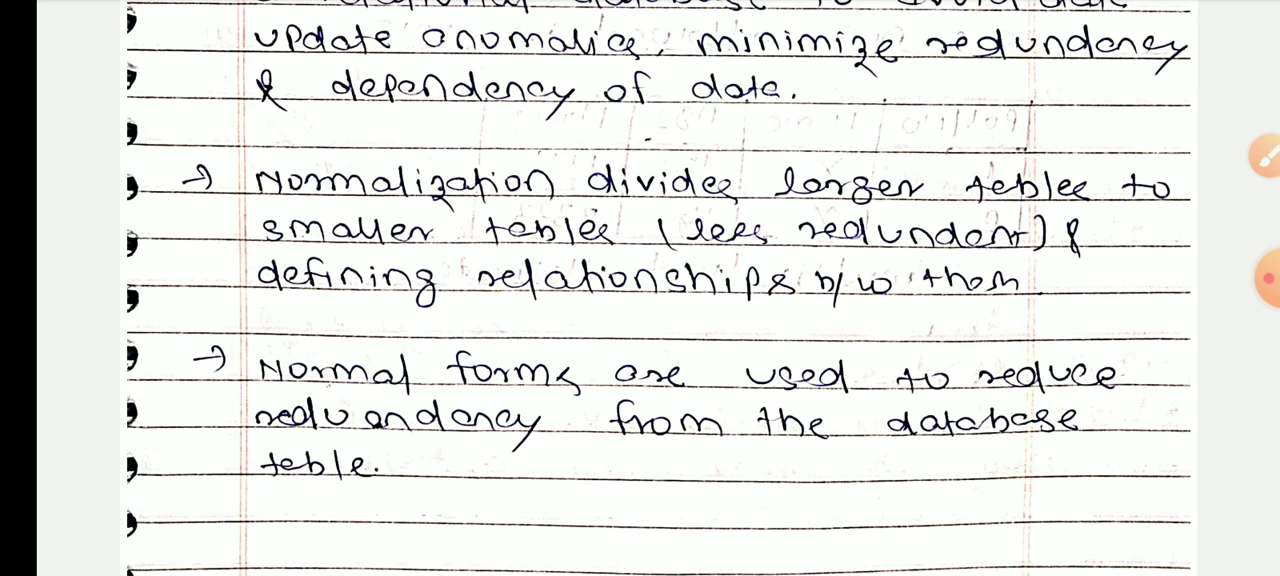 update anomalies, minimize redundancy
& dependency of data.
→ Normalization divides larger tables to
smaller tables (less redundant) &
defining relationships b/w them
→ Normal forms are used to reduce
reduandancy from the database
table.